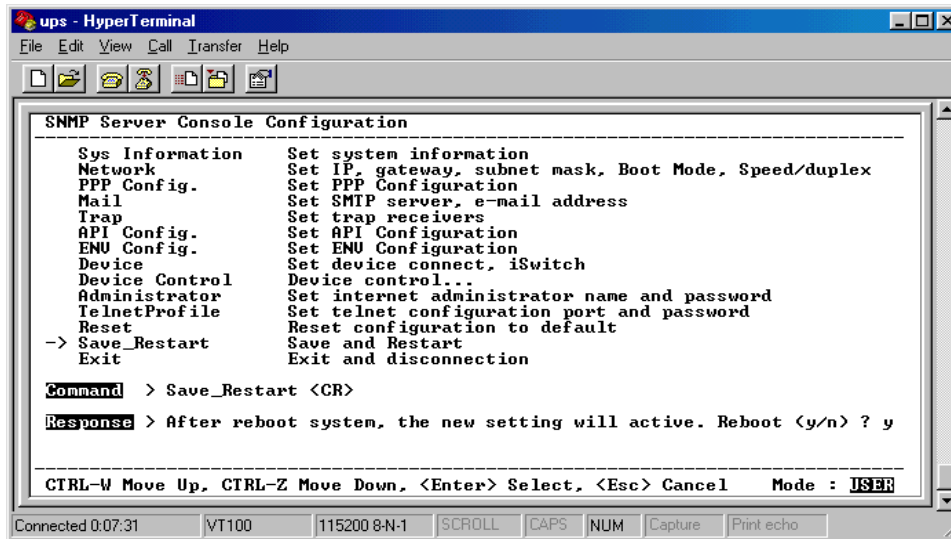 ups - HyperTerminal
File Edit View Call Transfer Help
SNMP Server Console Configuration
Sys Information Set system information
Network Set IP, gateway, subnet mask, Boot Mode, Speed/duplex
PPP Config. Set PPP Configuration
Mail Set SMTP server, e-mail address
Trap Set trap receivers
API Config. Set API Configuration
ENV Config. Set ENV Configuration
Device Set device connect, iSwitch
Device Control Device control...
Administrator Set internet administrator name and password
TelnetProfile Set telnet configuration port and password
Reset Reset configuration to default
-> Save_Restart Save and Restart
Exit Exit and disconnection
Command > Save_Restart <CR>
Response > After reboot system, the new setting will active. Reboot (y/n) ? y
CTRL-W Move Up, CTRL-Z Move Down, <Enter> Select, <Esc> Cancel Mode : USER
Connected 0:07:31 VT100 115200 8-N-1 SCROLL CAPS NUM Capture Print echo